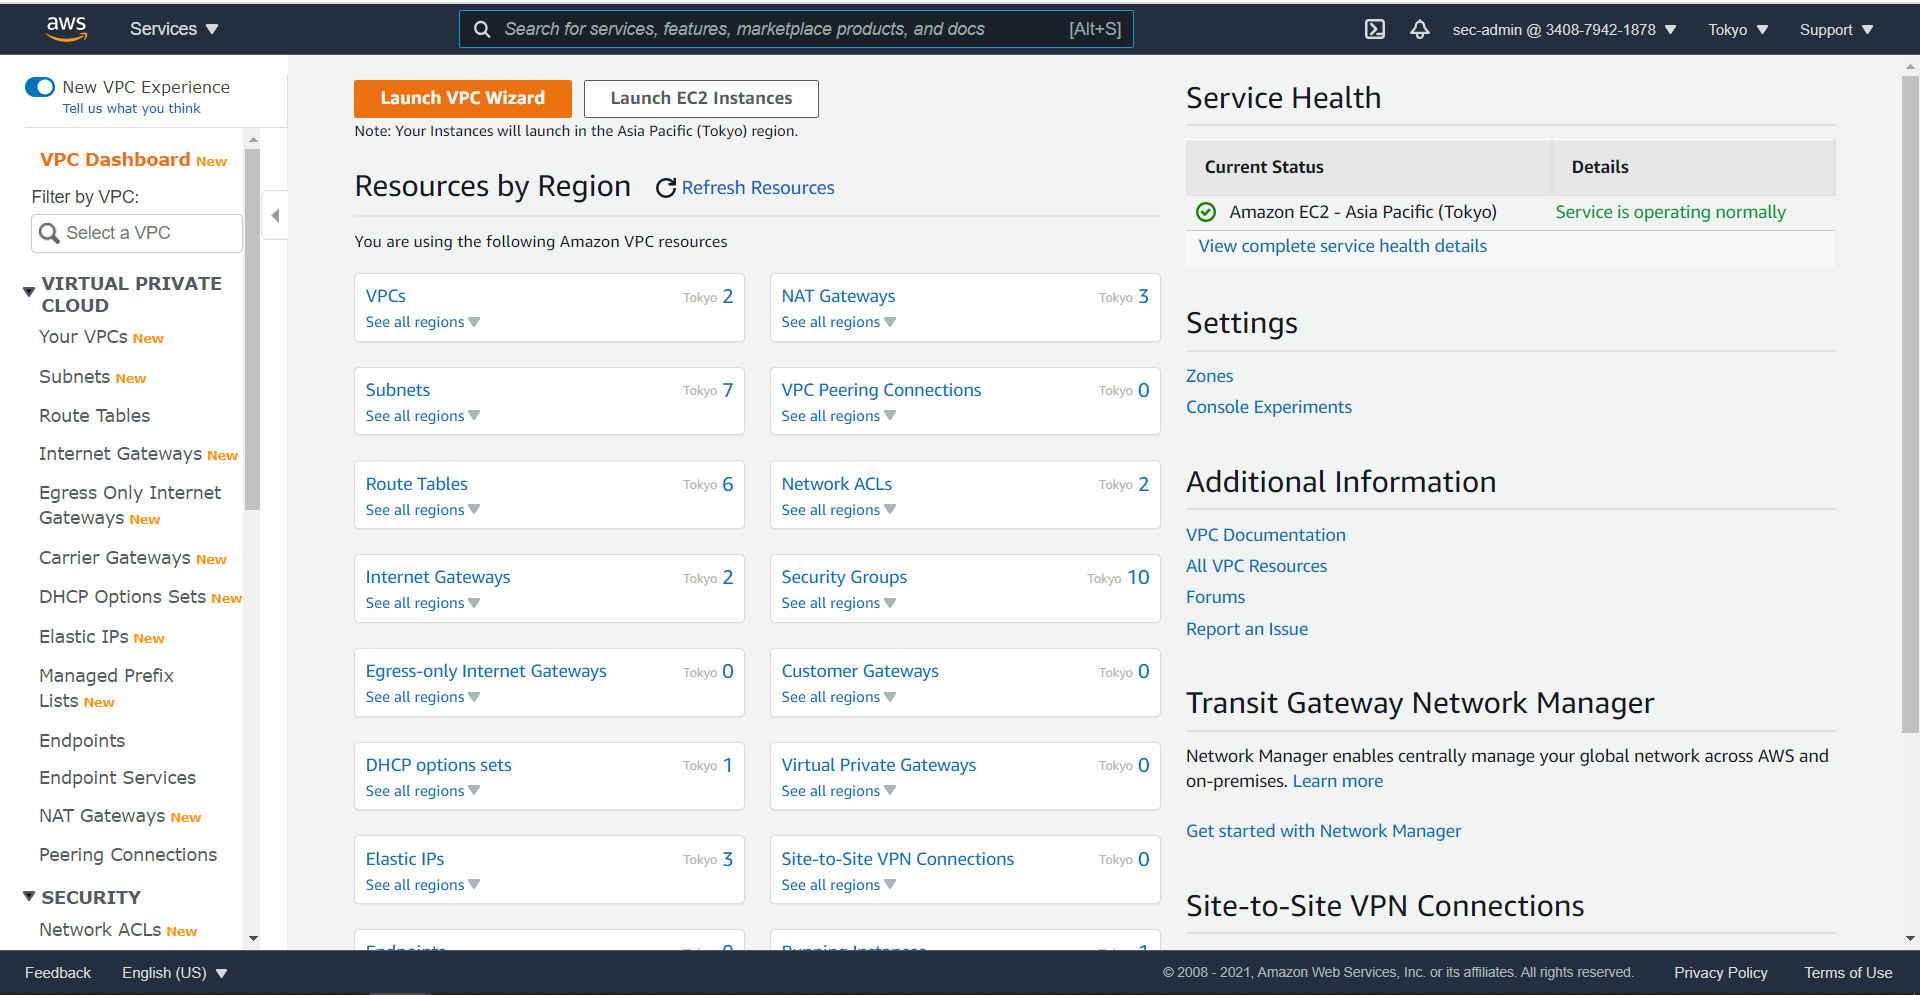 aws
Services
Search for services, features, marketplace products, and docs
[Alt+S]
sec-admin @ 3408-7942-1878
Tokyo
Support
New VPC Experience
Tell us what you think
VPC Dashboard New
Filter by VPC:
Select a VPC
VIRTUAL PRIVATE
CLOUD
Your VPCs New
Subnets New
Route Tables
Internet Gateways New
Egress Only Internet
Gateways New
Carrier Gateways New
DHCP Options Sets New
Elastic IPs New
Managed Prefix
Lists New
Endpoints
Endpoint Services
NAT Gateways New
Peering Connections
SECURITY
Network ACLs New
Launch VPC Wizard
Launch EC2 Instances
Note: Your Instances will launch in the Asia Pacific (Tokyo) region.
Resources by Region
Refresh Resources
You are using the following Amazon VPC resources
VPCs
Tokyo 2
See all regions
NAT Gateways
Tokyo 3
See all regions
Subnets
Tokyo 7
See all regions
VPC Peering Connections
Tokyo 0
See all regions
Route Tables
Tokyo 6
See all regions
Network ACLs
Tokyo 2
See all regions
Internet Gateways
Tokyo 2
See all regions
Security Groups
Tokyo 10
See all regions
Egress-only Internet Gateways
Tokyo 0
See all regions
Customer Gateways
Tokyo 0
See all regions
DHCP options sets
Tokyo 1
See all regions
Virtual Private Gateways
Tokyo 0
See all regions
Elastic IPs
Tokyo 3
See all regions
Site-to-Site VPN Connections
Tokyo 0
See all regions
Endpoints
Running Instances
Service Health
Current Status
Details
Amazon EC2 - Asia Pacific (Tokyo)
Service is operating normally
View complete service health details
Settings
Zones
Console Experiments
Additional Information
VPC Documentation
All VPC Resources
Forums
Report an Issue
Transit Gateway Network Manager
Network Manager enables centrally manage your global network across AWS and
on-premises. Learn more
Get started with Network Manager
Site-to-Site VPN Connections
Feedback
English (US)
© 2008 - 2021, Amazon Web Services, Inc. or its affiliates. All rights reserved.
Privacy Policy
Terms of Use